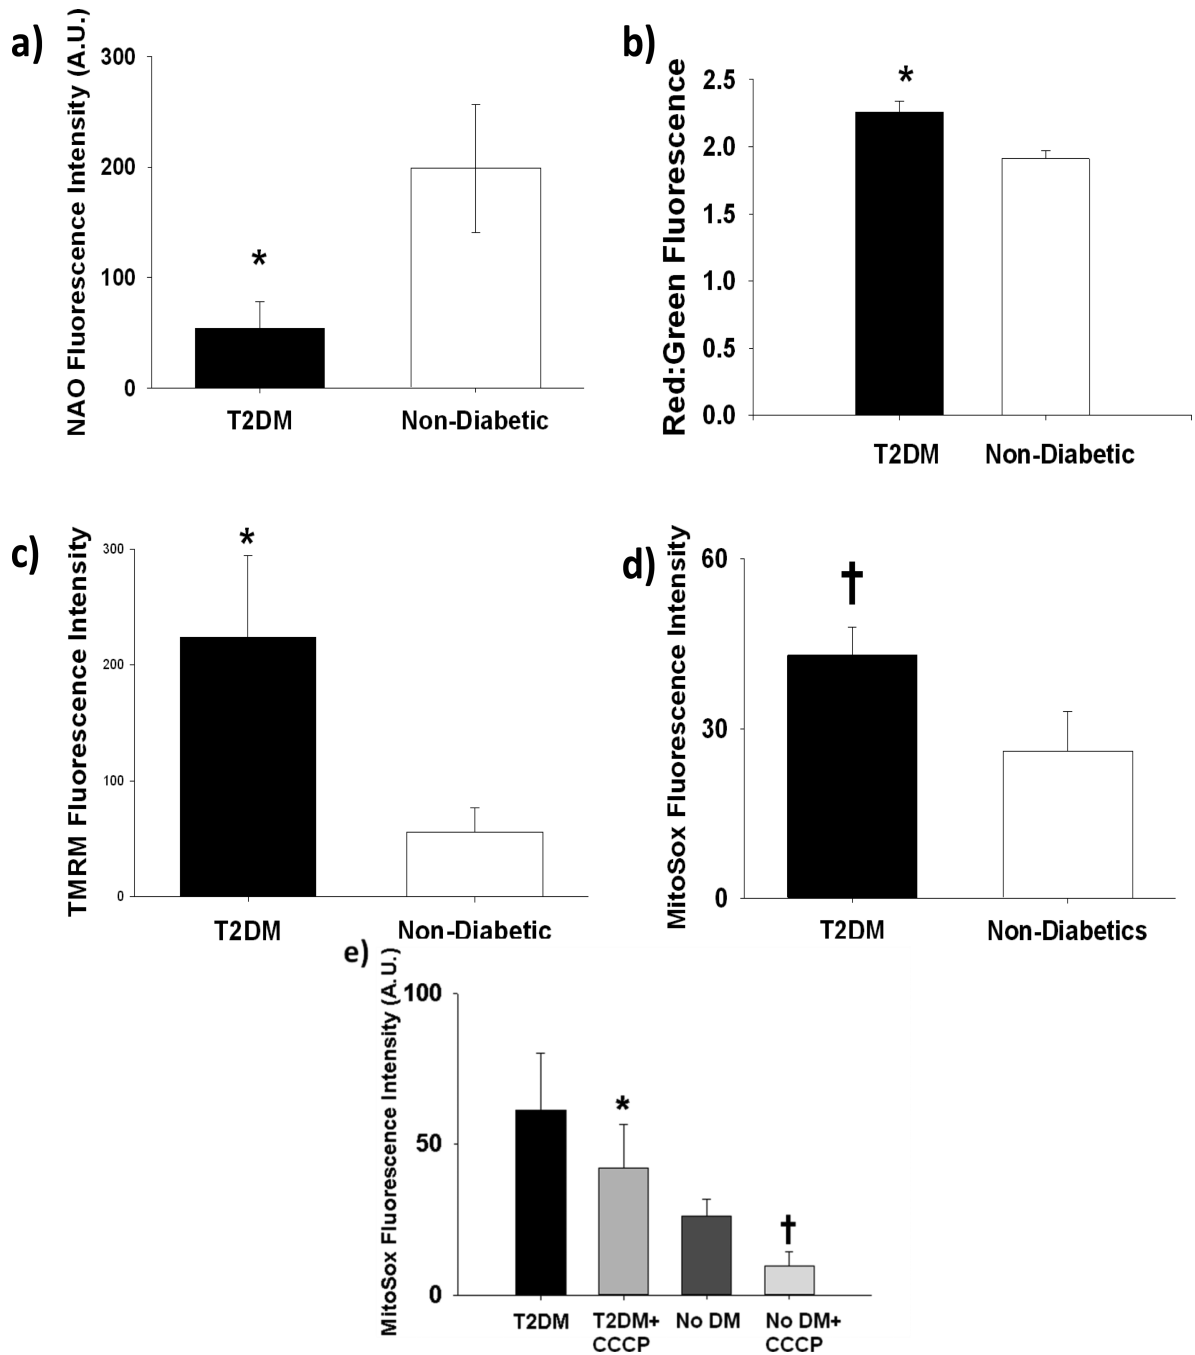 a)
NAO Fluorescence Intensity (A.U.)
300
200
100
0
*
T2DM
Non-Diabetic
b)
Red:Green Fluorescence
2.5
2.0
1.5
1.0
0.5
0.0
*
T2DM
Non-Diabetic
c)
TMRM Fluorescence Intensity
300
200
100
0
*
T2DM
Non-Diabetic
d)
MitoSox Fluorescence Intensity
60
30
0
†
T2DM
Non-Diabetics
e)
MitoSox Fluorescence Intensity (A.U.)
100
50
0
*
†
T2DM
T2DM+
CCCP
No DM
No DM+
CCCP